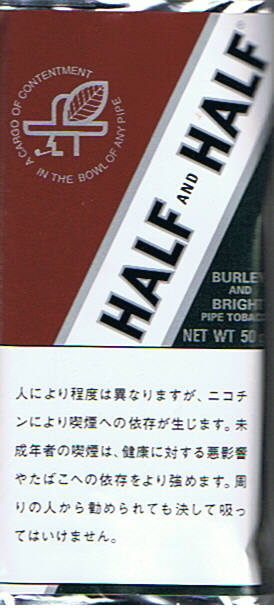 A CARGO OF CONTENTMENT
IN THE BOWL OF ANY PIPE
HALF AND HALF®
BURLEY
AND
BRIGHT
PIPE TOBACCO
NET WT 50
人により程度は異なりますが、ニコチ
ンにより喫煙への依存が生じます。未
成年者の喫煙は、健康に対する悪影響
やたばこへの依存をより強めます。周
りの人から勧められても決して吸っ
てはいけません。